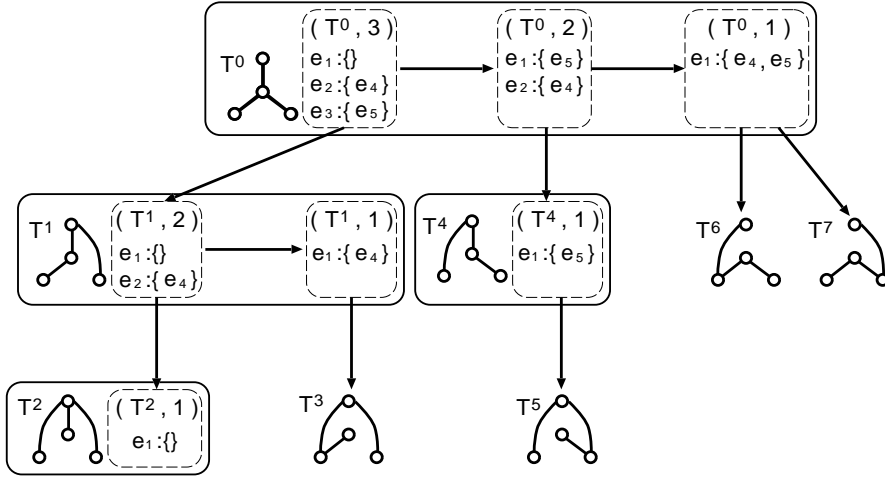 T⁰
(T⁰, 3)
e₁:{}
e₂:{e₄}
e₃:{e₅}
(T⁰, 2)
e₁:{e₅}
e₂:{e₄}
(T⁰, 1)
e₁:{e₄, e₅}
T¹
(T¹, 2)
e₁:{}
e₂:{e₄}
(T¹, 1)
e₁:{e₄}
T⁴
(T⁴, 1)
e₁:{e₅}
T⁶
T⁷
T²
(T², 1)
e₁:{}
T³
T⁵